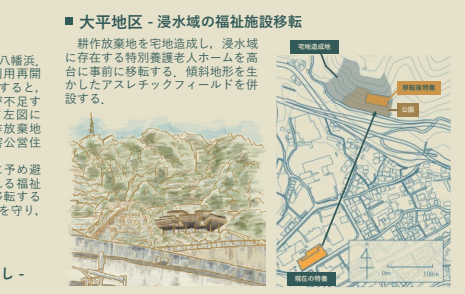 八幡浜.
川用再開
すると,
が不足す
左図に
放棄地
公営住
予め避
る福祉
移転する
を守り,
し -
■ 大平地区 - 浸水域の福祉施設移転
耕作放棄地を宅地造成し，浸水域
に存在する特別養護老人ホームを高
台に事前に移転する．傾斜地形を生
かしたアスレチックフィールドを併
設する．
宅地造成地
移転後特養
公園
現在の特養
0m 100m